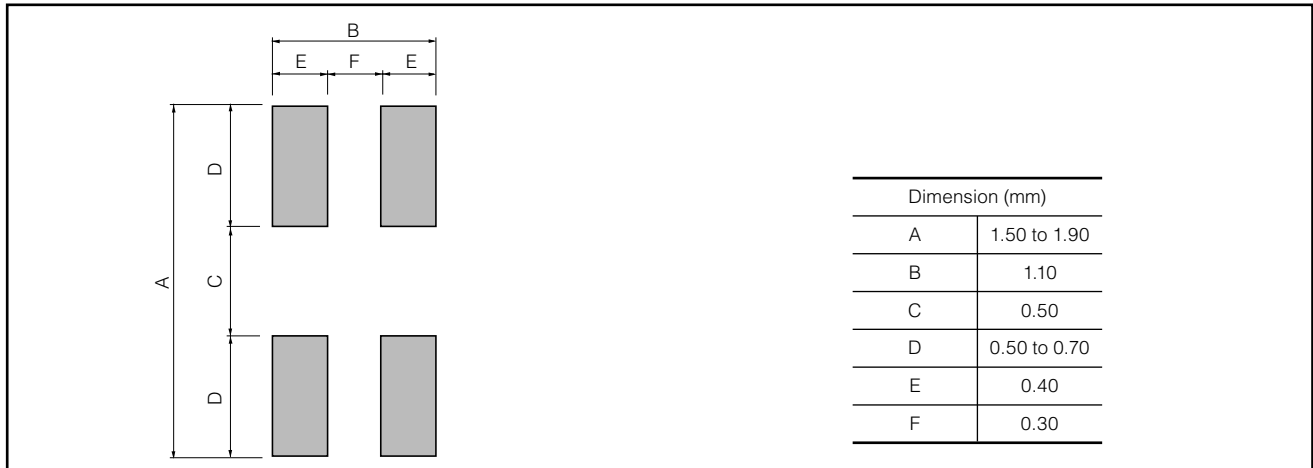 B
E F E
D
A C
D
Dimension (mm)
A 1.50 to 1.90
B 1.10
C 0.50
D 0.50 to 0.70
E 0.40
F 0.30